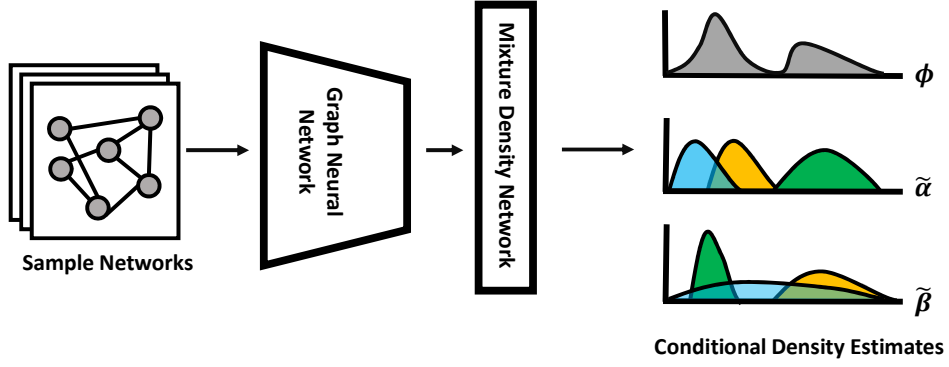 Sample Networks
Graph Neural
Network
Mixture Density Network
ϕ
α̃
β̃
Conditional Density Estimates